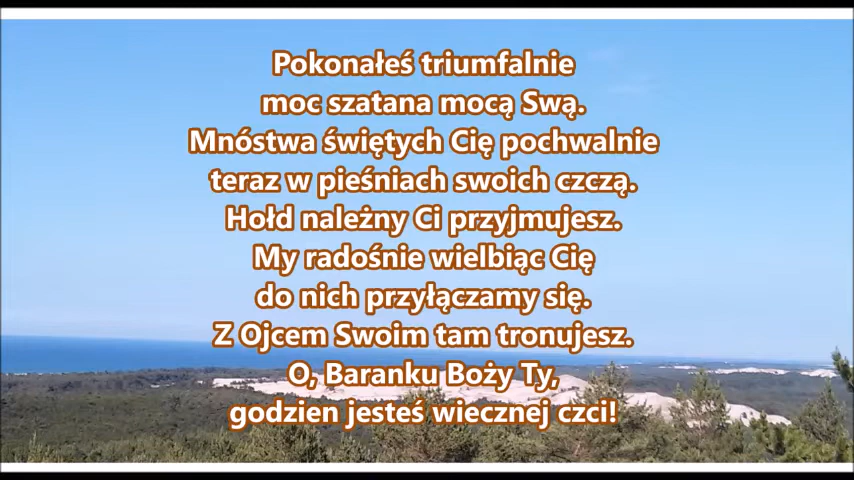 Pokonałeś triumfalnie
moc szatana mocą Swą.
Mnóstwa świętych Cię pochwalnie
teraz w pieśniach swoich czczą.
Hołd należny Ci przyjmujesz.
My radośnie wielbiąc Cię
do nich przyłączamy się.
Z Ojcem Swoim tam tronujesz.
O, Baranku Boży Ty,
godzien jesteś wiecznej czci!